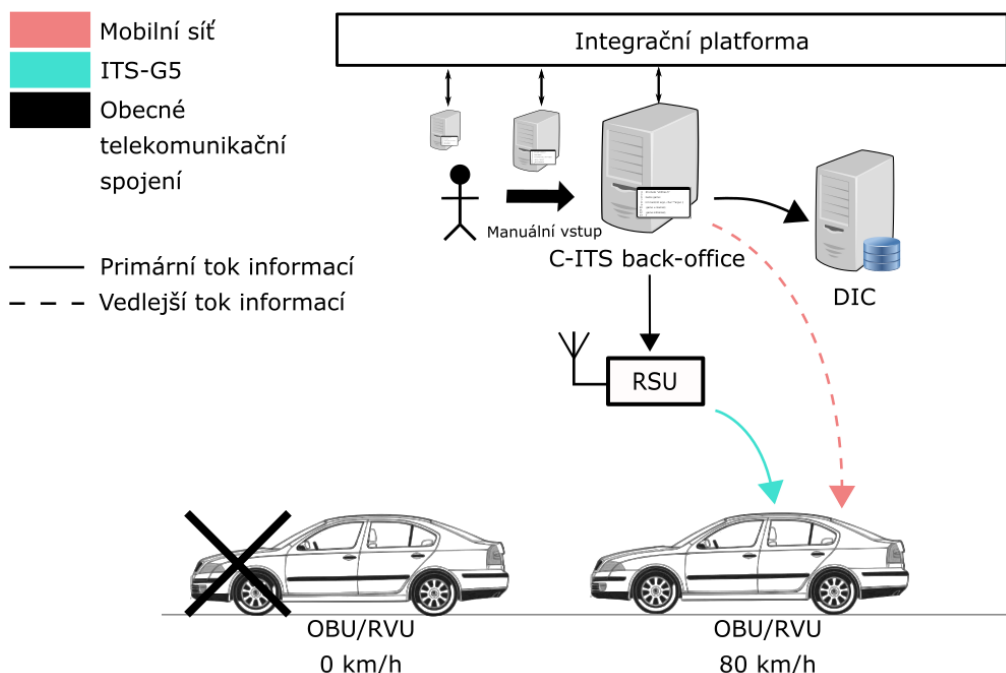 Mobilní síť
ITS-G5
Obecné
telekomunikační
spojení
Primární tok informací
Vedlejší tok informací
Integrační platforma
Manuální vstup
C-ITS back-office
DIC
RSU
OBU/RVU
0 km/h
OBU/RVU
80 km/h